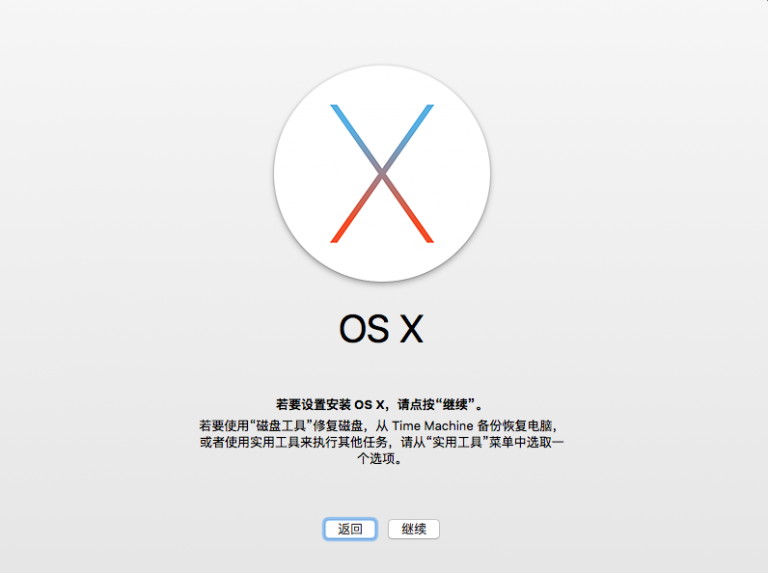 OS X
若要设置安装 OS X，请点按“继续”。
若要使用“磁盘工具”修复磁盘，从 Time Machine 备份恢复电脑，
或者使用实用工具来执行其他任务，请从“实用工具”菜单中选取一
个选项。
返回
继续